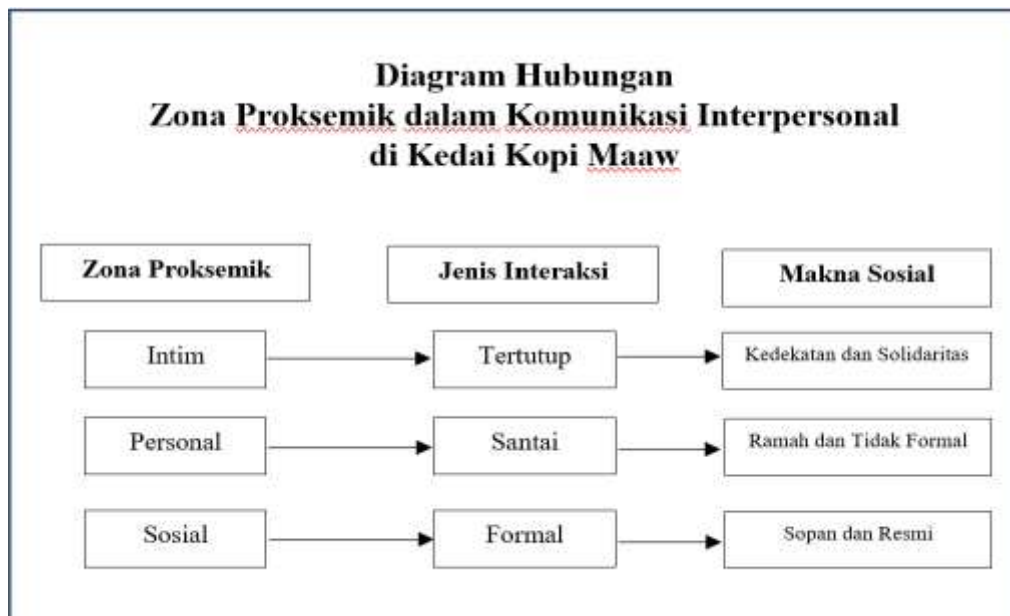 Diagram Hubungan
Zona Proksemik dalam Komunikasi Interpersonal
di Kedai Kopi Maaw
Zona Proksemik
Jenis Interaksi
Makna Sosial
Intim
Tertutup
Kedekatan dan Solidaritas
Personal
Santai
Ramah dan Tidak Formal
Sosial
Formal
Sopan dan Resmi